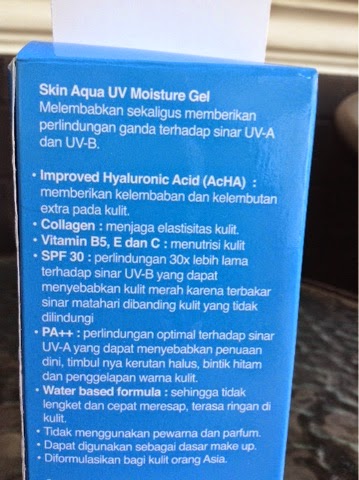 Skin Aqua UV Moisture Gel
Melembabkan sekaligus memberikan
perlindungan ganda terhadap sinar UV-A
dan UV-B.
• Improved Hyaluronic Acid (AcHA) :
memberikan kelembaban dan kelembutan
extra pada kulit.
• Collagen : menjaga elastisitas kulit.
• Vitamin B5, E dan C : menutrisi kulit
• SPF 30 : perlindungan 30x lebih lama
terhadap sinar UV-B yang dapat
menyebabkan kulit merah karena terbakar
sinar matahari dibanding kulit yang tidak
dilindungi
• PA++ : perlindungan optimal terhadap sinar
UV-A yang dapat menyebabkan penuaan
dini, timbul nya kerutan halus, bintik hitam
dan penggelapan warna kulit.
• Water based formula : sehingga tidak
lengket dan cepat meresap, terasa ringan di
kulit.
• Tidak menggunakan pewarna dan parfum.
• Dapat digunakan sebagai dasar make up.
• Diformulasikan bagi kulit orang Asia.